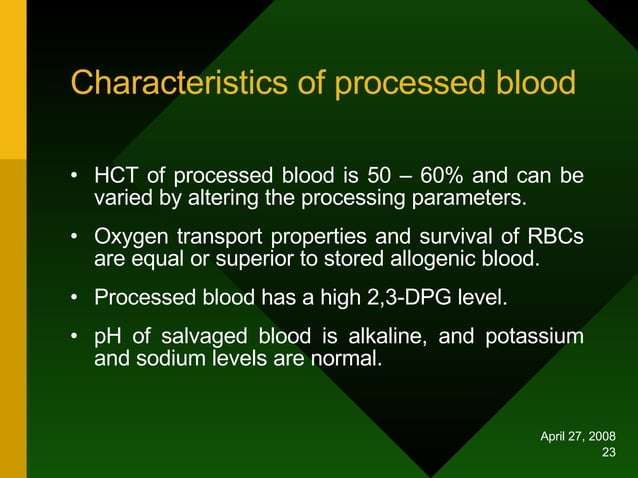 Characteristics of processed blood
• HCT of processed blood is 50 – 60% and can be
varied by altering the processing parameters.
• Oxygen transport properties and survival of RBCs
are equal or superior to stored allogenic blood.
• Processed blood has a high 2,3-DPG level.
• pH of salvaged blood is alkaline, and potassium
and sodium levels are normal.
April 27, 2008
23